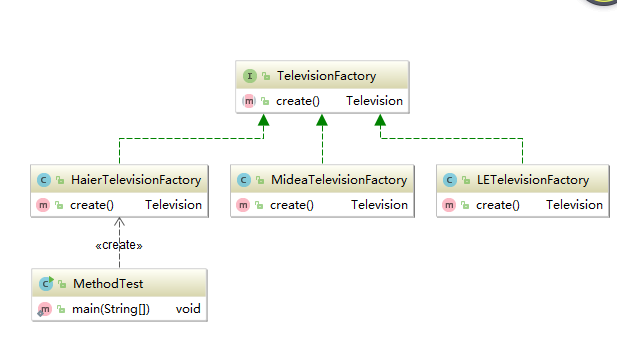 I TelevisionFactory
m create() Television
C HaierTelevisionFactory
m create() Television
C MideaTelevisionFactory
m create() Television
C LETelevisionFactory
m create() Television
«create»
C MethodTest
m main(String[]) void